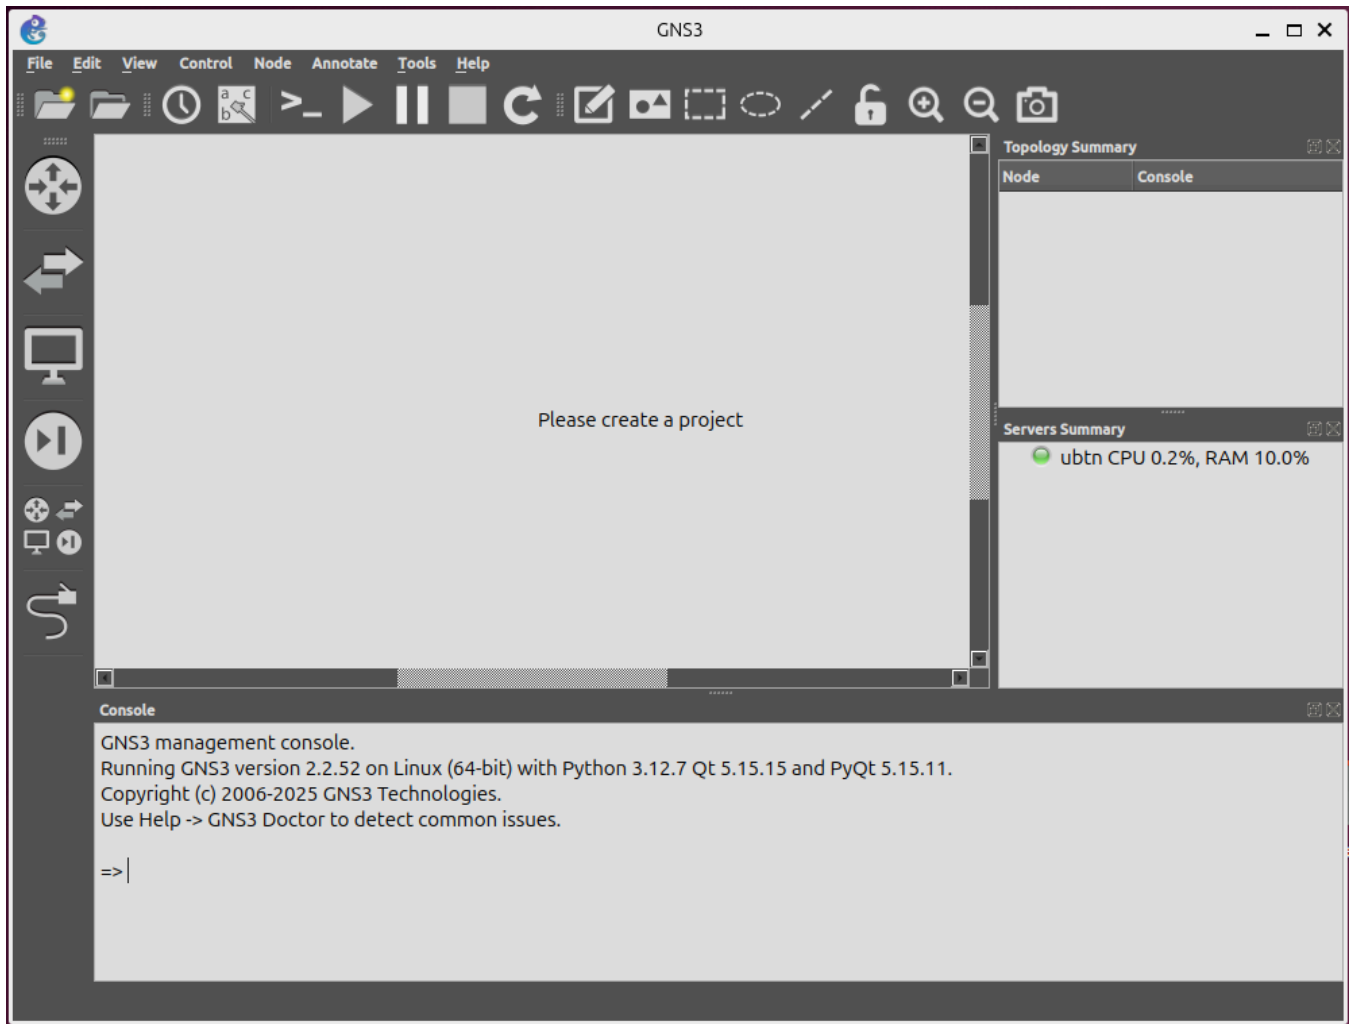 GNS3
File Edit View Control Node Annotate Tools Help
a c
b
Topology Summary
Node Console
Please create a project
Servers Summary
ubtn CPU 0.2%, RAM 10.0%
Console
GNS3 management console.
Running GNS3 version 2.2.52 on Linux (64-bit) with Python 3.12.7 Qt 5.15.15 and PyQt 5.15.11.
Copyright (c) 2006-2025 GNS3 Technologies.
Use Help -> GNS3 Doctor to detect common issues.
=>